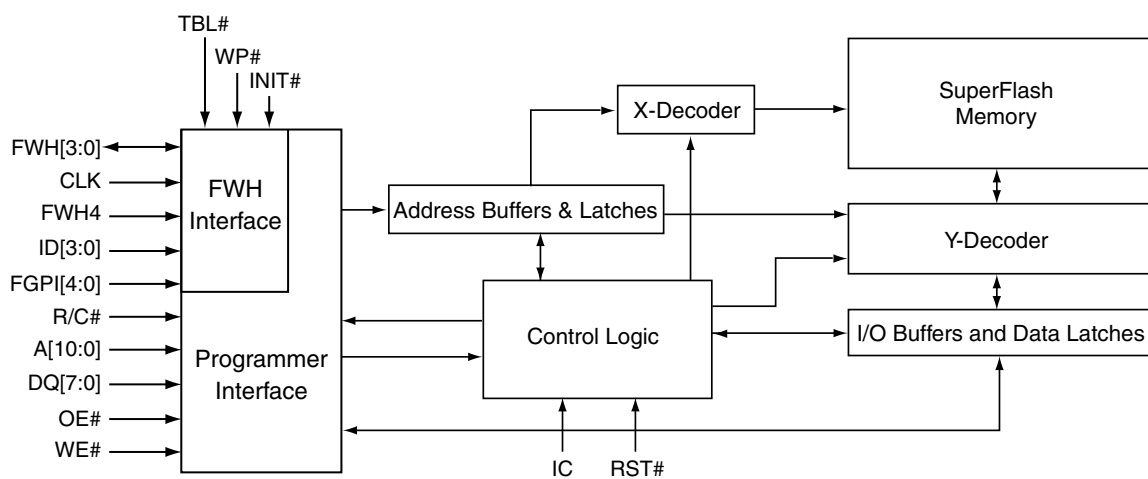 TBL#
WP#
INIT#
FWH[3:0]
CLK
FWH4
ID[3:0]
FGPI[4:0]
R/C#
A[10:0]
DQ[7:0]
OE#
WE#
FWH
Interface
Programmer
Interface
Address Buffers & Latches
X-Decoder
SuperFlash
Memory
Y-Decoder
Control Logic
I/O Buffers and Data Latches
IC
RST#